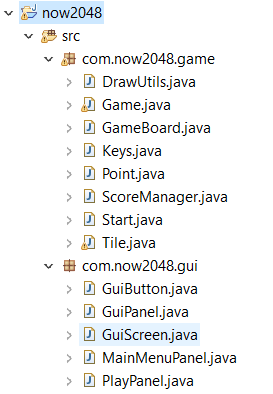 now2048
src
com.now2048.game
DrawUtils.java
Game.java
GameBoard.java
Keys.java
Point.java
ScoreManager.java
Start.java
Tile.java
com.now2048.gui
GuiButton.java
GuiPanel.java
GuiScreen.java
MainMenuPanel.java
PlayPanel.java